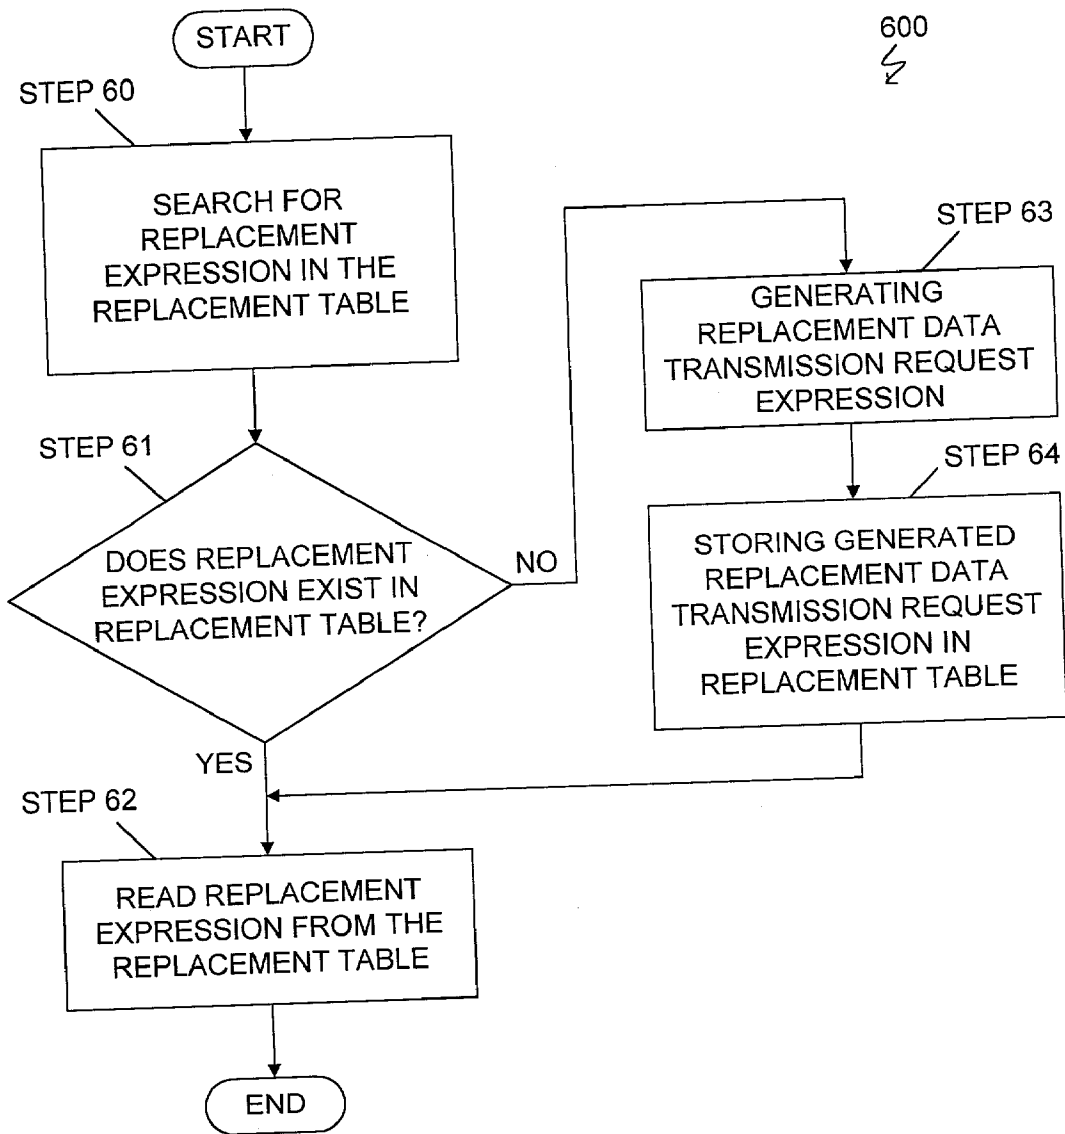 START
600
STEP 60
SEARCH FOR
REPLACEMENT
EXPRESSION IN THE
REPLACEMENT TABLE
STEP 61
DOES REPLACEMENT
EXPRESSION EXIST IN
REPLACEMENT TABLE?
NO
YES
STEP 63
GENERATING
REPLACEMENT DATA
TRANSMISSION REQUEST
EXPRESSION
STEP 64
STORING GENERATED
REPLACEMENT DATA
TRANSMISSION REQUEST
EXPRESSION IN
REPLACEMENT TABLE
STEP 62
READ REPLACEMENT
EXPRESSION FROM THE
REPLACEMENT TABLE
END